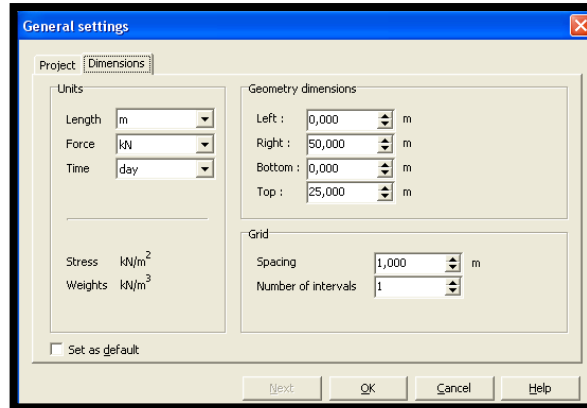 General settings
Project Dimensions
Units
Length m
Force kN
Time day
Stress kN/m²
Weights kN/m³
Geometry dimensions
Left : 0,000 m
Right : 50,000 m
Bottom : 0,000 m
Top : 25,000 m
Grid
Spacing 1,000 m
Number of intervals 1
Set as default
Next OK Cancel Help